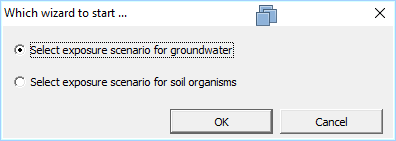 Which wizard to start ...
Select exposure scenario for groundwater
Select exposure scenario for soil organisms
OK
Cancel